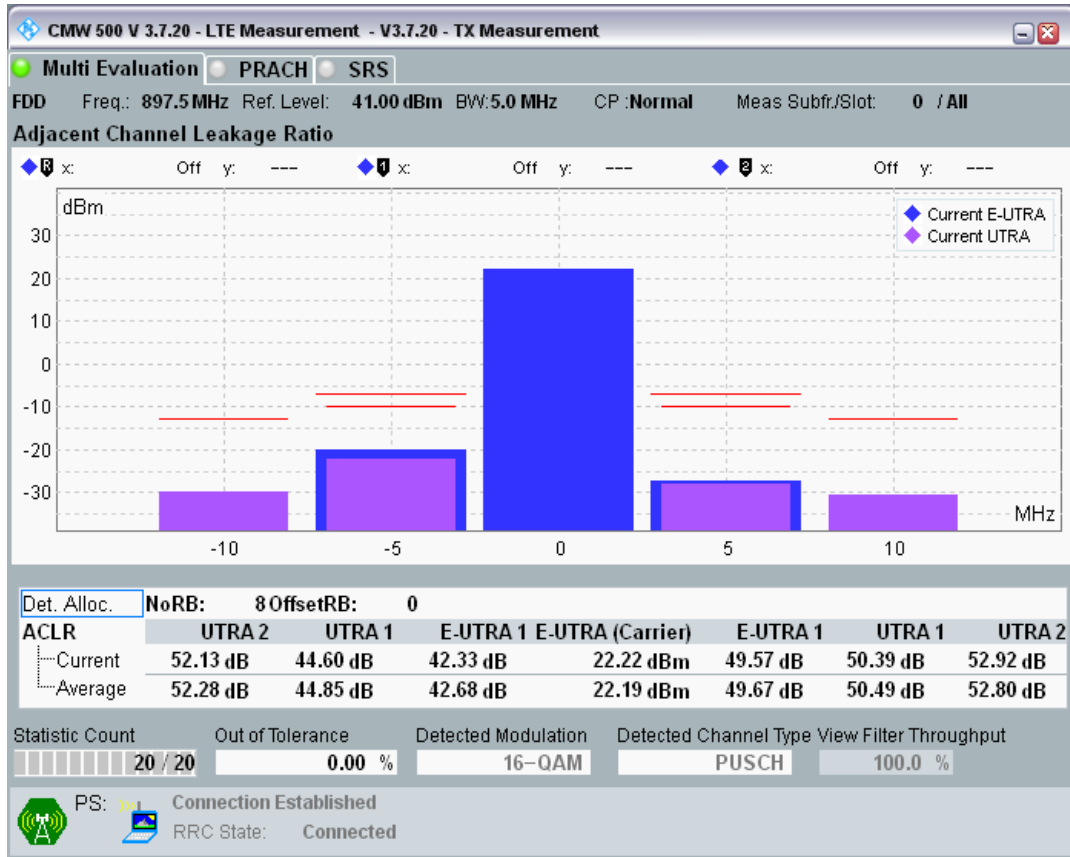 CMW 500 V 3.7.20 - LTE Measurement - V3.7.20 - TX Measurement
Multi Evaluation PRACH SRS
FDD Freq.: 897.5 MHz Ref. Level: 41.00 dBm BW: 5.0 MHz CP :Normal Meas Subfr./Slot: 0 / All
Adjacent Channel Leakage Ratio
R x: Off y: --- 1 x: Off y: --- 2 x: Off y: ---
dBm
Current E-UTRA
Current UTRA
30
20
10
0
-10
-20
-30
MHz
-10 -5 0 5 10
Det. Alloc. NoRB: 8 OffsetRB: 0
ACLR UTRA 2 UTRA 1 E-UTRA 1 E-UTRA (Carrier) E-UTRA 1 UTRA 1 UTRA 2
Current 52.13 dB 44.60 dB 42.33 dB 22.22 dBm 49.57 dB 50.39 dB 52.92 dB
Average 52.28 dB 44.85 dB 42.68 dB 22.19 dBm 49.67 dB 50.49 dB 52.80 dB
Statistic Count Out of Tolerance Detected Modulation Detected Channel Type View Filter Throughput
20 / 20 0.00 % 16-QAM PUSCH 100.0 %
PS: Connection Established
RRC State: Connected